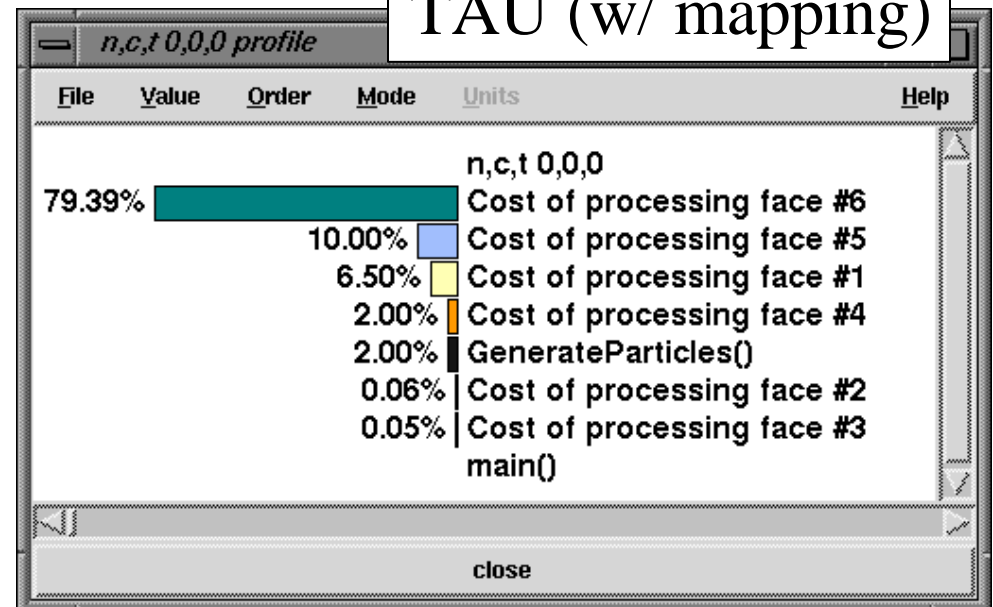 TAU (w/ mapping)
n,c,t 0,0,0 profile
File Value Order Mode Units Help
n,c,t 0,0,0
79.39% Cost of processing face #6
10.00% Cost of processing face #5
6.50% Cost of processing face #1
2.00% Cost of processing face #4
2.00% GenerateParticles()
0.06% Cost of processing face #2
0.05% Cost of processing face #3
main()
close